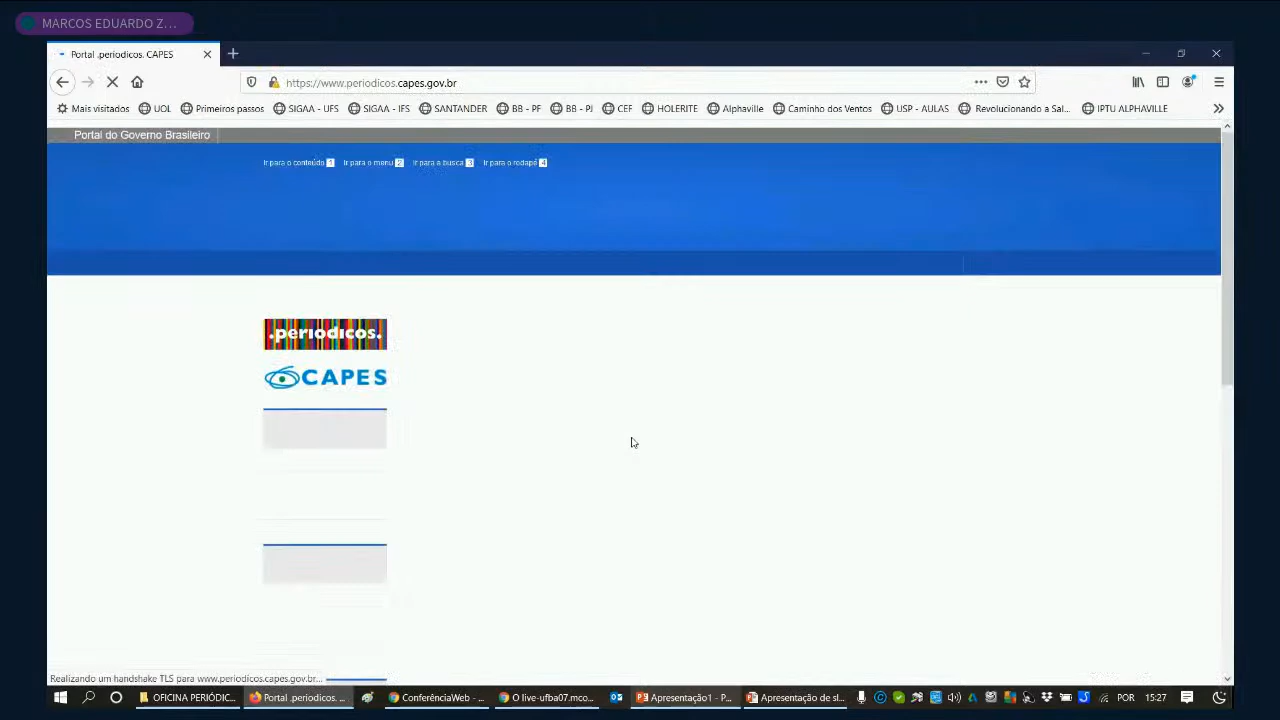 MARCOS EDUARDO Z...
Portal .periodicos. CAPES
https://www.periodicos.capes.gov.br
Mais visitados UOL Primeiros passos SIGAA - UFS SIGAA - IFS SANTANDER BB - PF BB - PJ CEF HOLERITE Alphaville Caminho dos Ventos USP - AULAS Revolucionando a Sal... IPTU ALPHAVILLE
Portal do Governo Brasileiro
Ir para o conteúdo 1 Ir para o menu 2 Ir para a busca 3 Ir para o rodapé 4
.periodicos.
CAPES
Realizando um handshake TLS para www.periodicos.capes.gov.br...
OFICINA PERIÓDIC... Portal .periodicos. ... ConferênciaWeb - ... O live-ufba07.mco... Apresentação1 - P... Apresentação de sl... POR 15:27